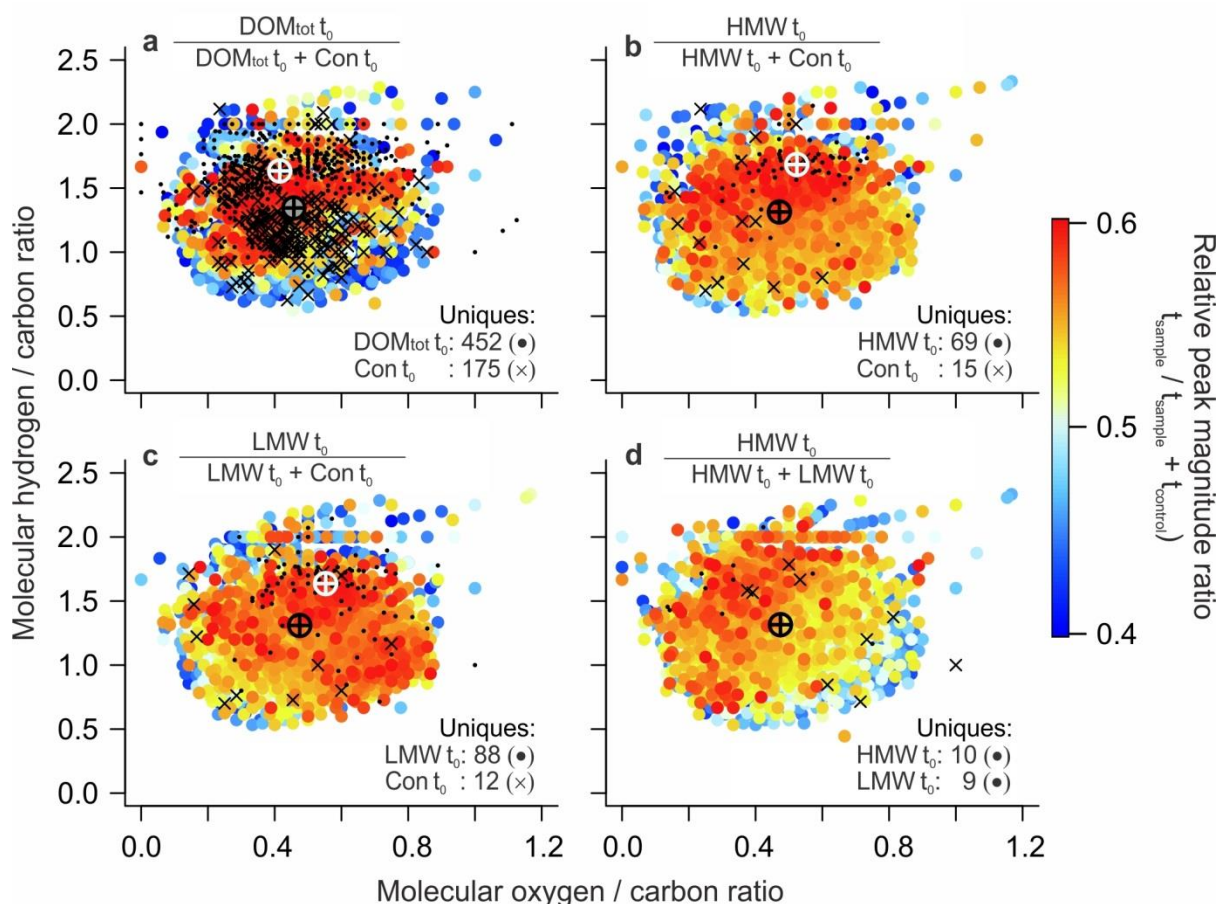 a
DOMtot t0
DOMtot t0 + Con t0
b
HMW t0
HMW t0 + Con t0
2.5
2.0
1.5
1.0
0.5
0.0
Uniques:
DOMtot t0: 452 (●)
Con t0 : 175 (×)
Uniques:
HMW t0: 69 (●)
Con t0 : 15 (×)
c
LMW t0
LMW t0 + Con t0
d
HMW t0
HMW t0 + LMW t0
2.5
2.0
1.5
1.0
0.5
0.0
Uniques:
LMW t0: 88 (●)
Con t0 : 12 (×)
Uniques:
HMW t0: 10 (●)
LMW t0: 9 (●)
0.0 0.4 0.8 1.2
0.0 0.4 0.8 1.2
Molecular oxygen / carbon ratio
Molecular hydrogen / carbon ratio
0.6
0.5
0.4
Relative peak magnitude ratio
tsample / tsample + tcontrol)